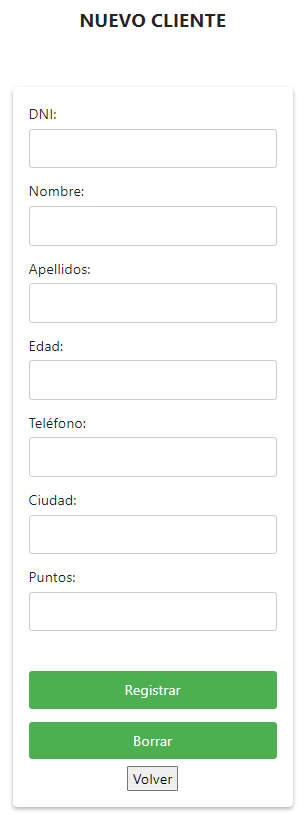 NUEVO CLIENTE
DNI:
Nombre:
Apellidos:
Edad:
Teléfono:
Ciudad:
Puntos:
Registrar
Borrar
Volver